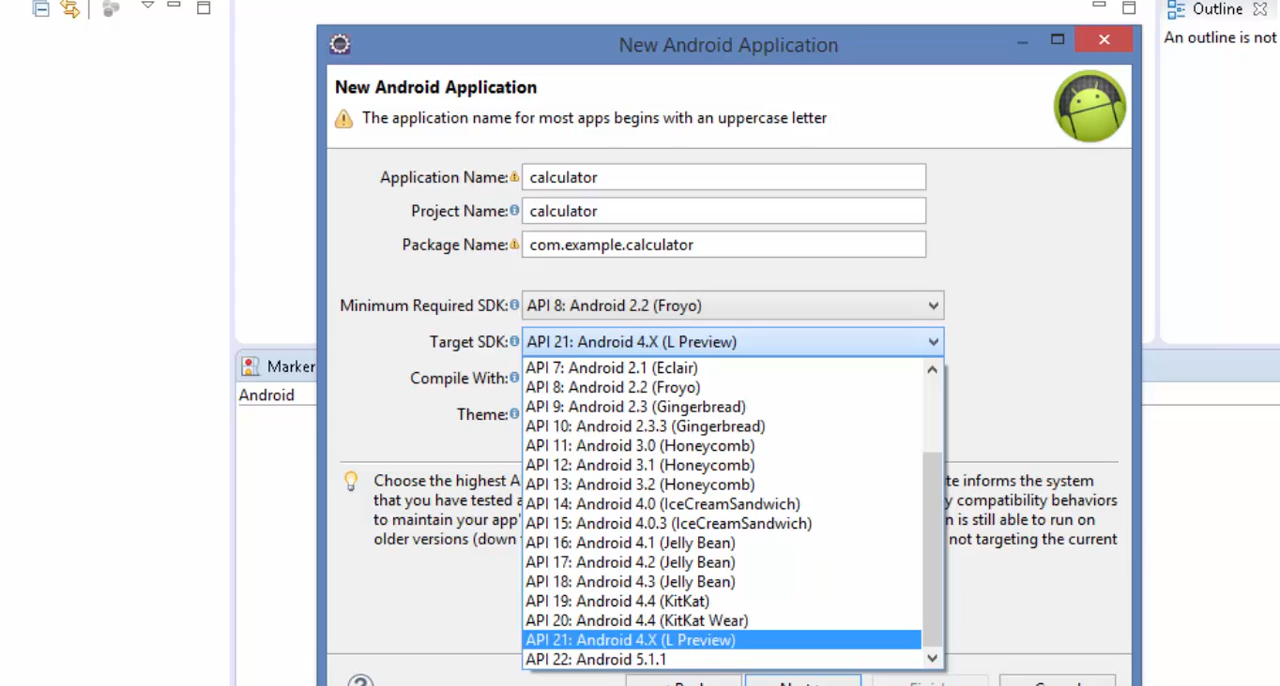 Outline
An outline is not
New Android Application
New Android Application
The application name for most apps begins with an uppercase letter
Application Name: calculator
Project Name: calculator
Package Name: com.example.calculator
Minimum Required SDK: API 8: Android 2.2 (Froyo)
Target SDK: API 21: Android 4.X (L Preview)
Marker
Android
Compile With:
Theme:
API 7: Android 2.1 (Eclair)
API 8: Android 2.2 (Froyo)
API 9: Android 2.3 (Gingerbread)
API 10: Android 2.3.3 (Gingerbread)
API 11: Android 3.0 (Honeycomb)
API 12: Android 3.1 (Honeycomb)
API 13: Android 3.2 (Honeycomb)
API 14: Android 4.0 (IceCreamSandwich)
API 15: Android 4.0.3 (IceCreamSandwich)
API 16: Android 4.1 (Jelly Bean)
API 17: Android 4.2 (Jelly Bean)
API 18: Android 4.3 (Jelly Bean)
API 19: Android 4.4 (KitKat)
API 20: Android 4.4 (KitKat Wear)
API 21: Android 4.X (L Preview)
API 22: Android 5.1.1
Choose the highest A te informs the system
that you have tested a y compatibility behaviors
to maintain your app' n is still able to run on
older versions (down not targeting the current